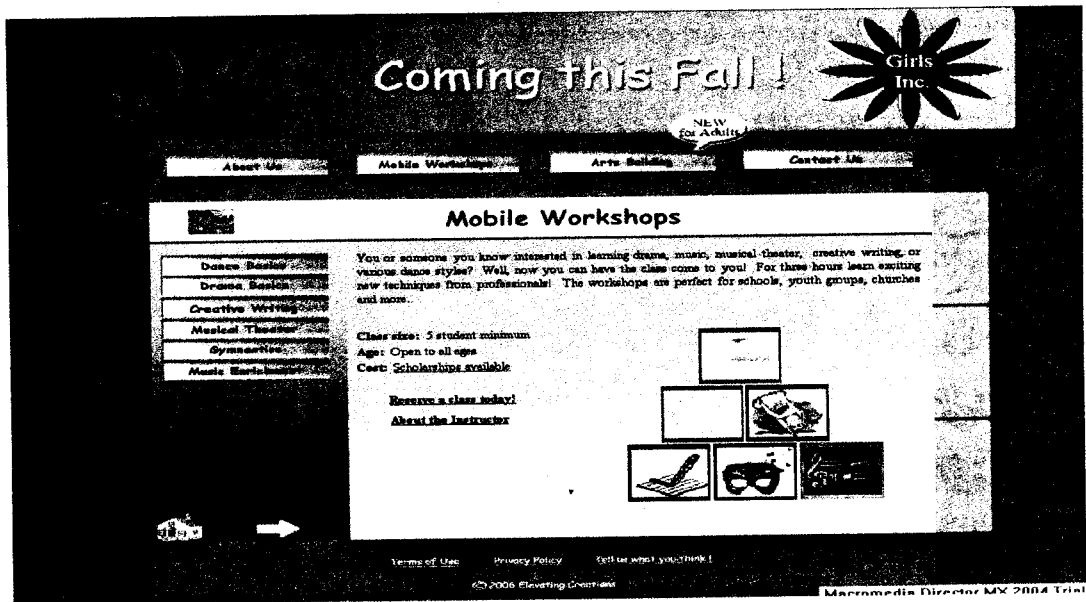 Coming this Fall !
Girls
Inc.
NEW
for Adults!
About Us
Mobile Workshops
Arts Building
Contact Us
Mobile Workshops
Dance Basics
Drama Basics
Creative Writing
Musical Theater
Gymnastics
Music
You or someone you know interested in learning drama, music, musical theater, creative writing, or
various dance styles? Well, now you can have the class come to you! For three hours learn exciting
new techniques from professionals! The workshops are perfect for schools, youth groups, churches
and more.
Class size: 5 student minimum
Age: Open to all ages
Cost: Scholarships available
Reserve a class today!
About the Instructor
Terms of Use
Privacy Policy
Tell us what you think !
© 2006 Elevating Creations
Macromedia Director MX 2004 Trial